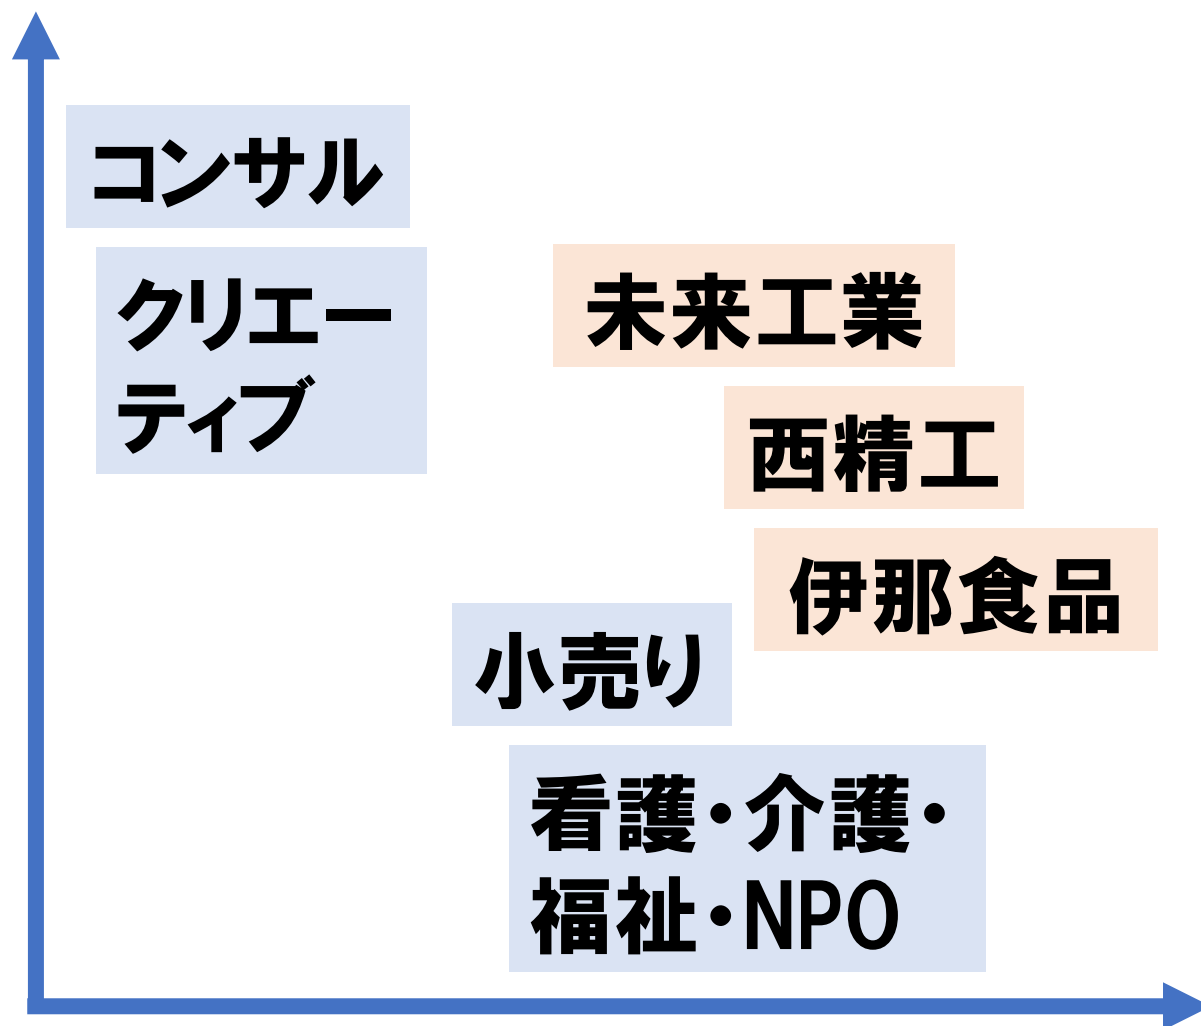 コンサル
クリエー
ティブ
未来工業
西精工
伊那食品
小売り
看護・介護・
福祉・NPO